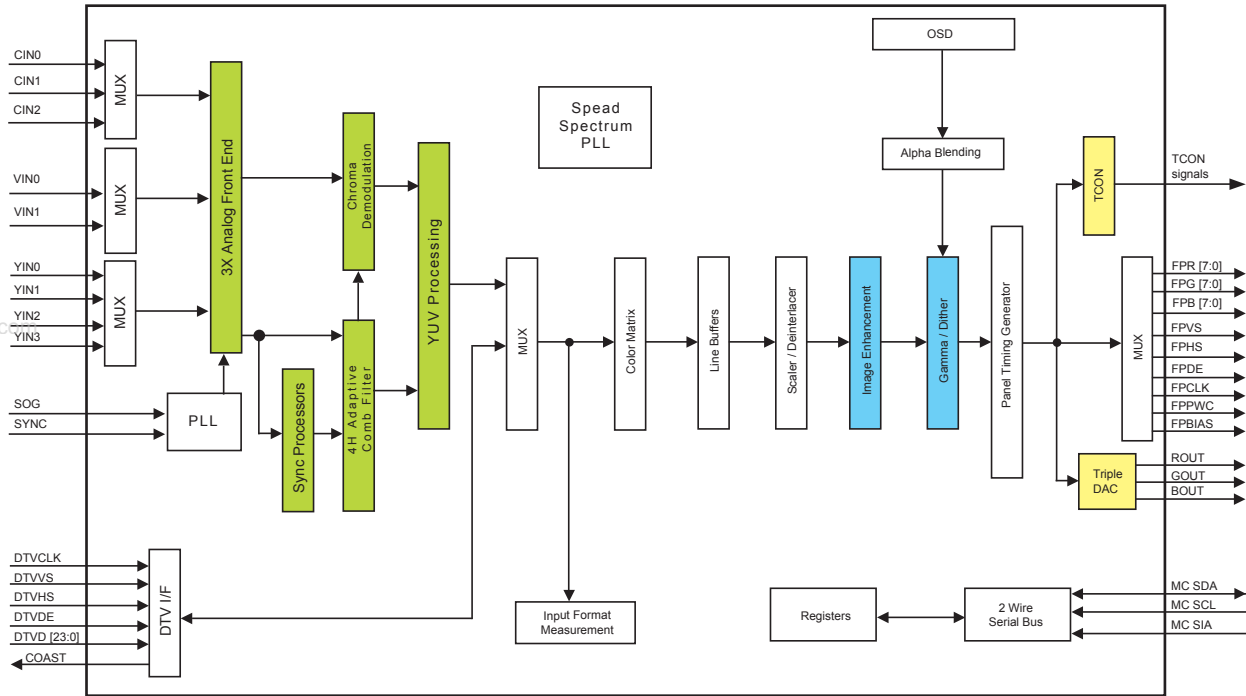 CIN0
CIN1
CIN2
MUX
VIN0
VIN1
MUX
YIN0
YIN1
YIN2
YIN3
MUX
com
SOG
SYNC
PLL
3X Analog Front End
Sync Processors
Chroma
Demodulation
4H Adaptive
Comb Filter
YUV Processing
Spead
Spectrum
PLL
MUX
Color Matrix
Line Buffers
Scaler / Deinterlacer
Image Enhancement
OSD
Alpha Blending
Gamma / Dither
Panel Timing Generator
TCON
TCON
signals
MUX
FPR [7:0]
FPG [7:0]
FPB [7:0]
FPVS
FPHS
FPDE
FPCLK
FPPWC
FPBIAS
Triple
DAC
ROUT
GOUT
BOUT
DTVCLK
DTVVS
DTVHS
DTVDE
DTVD [23:0]
COAST
DTV I/F
Input Format
Measurement
Registers
2 Wire
Serial Bus
MC SDA
MC SCL
MC SIA